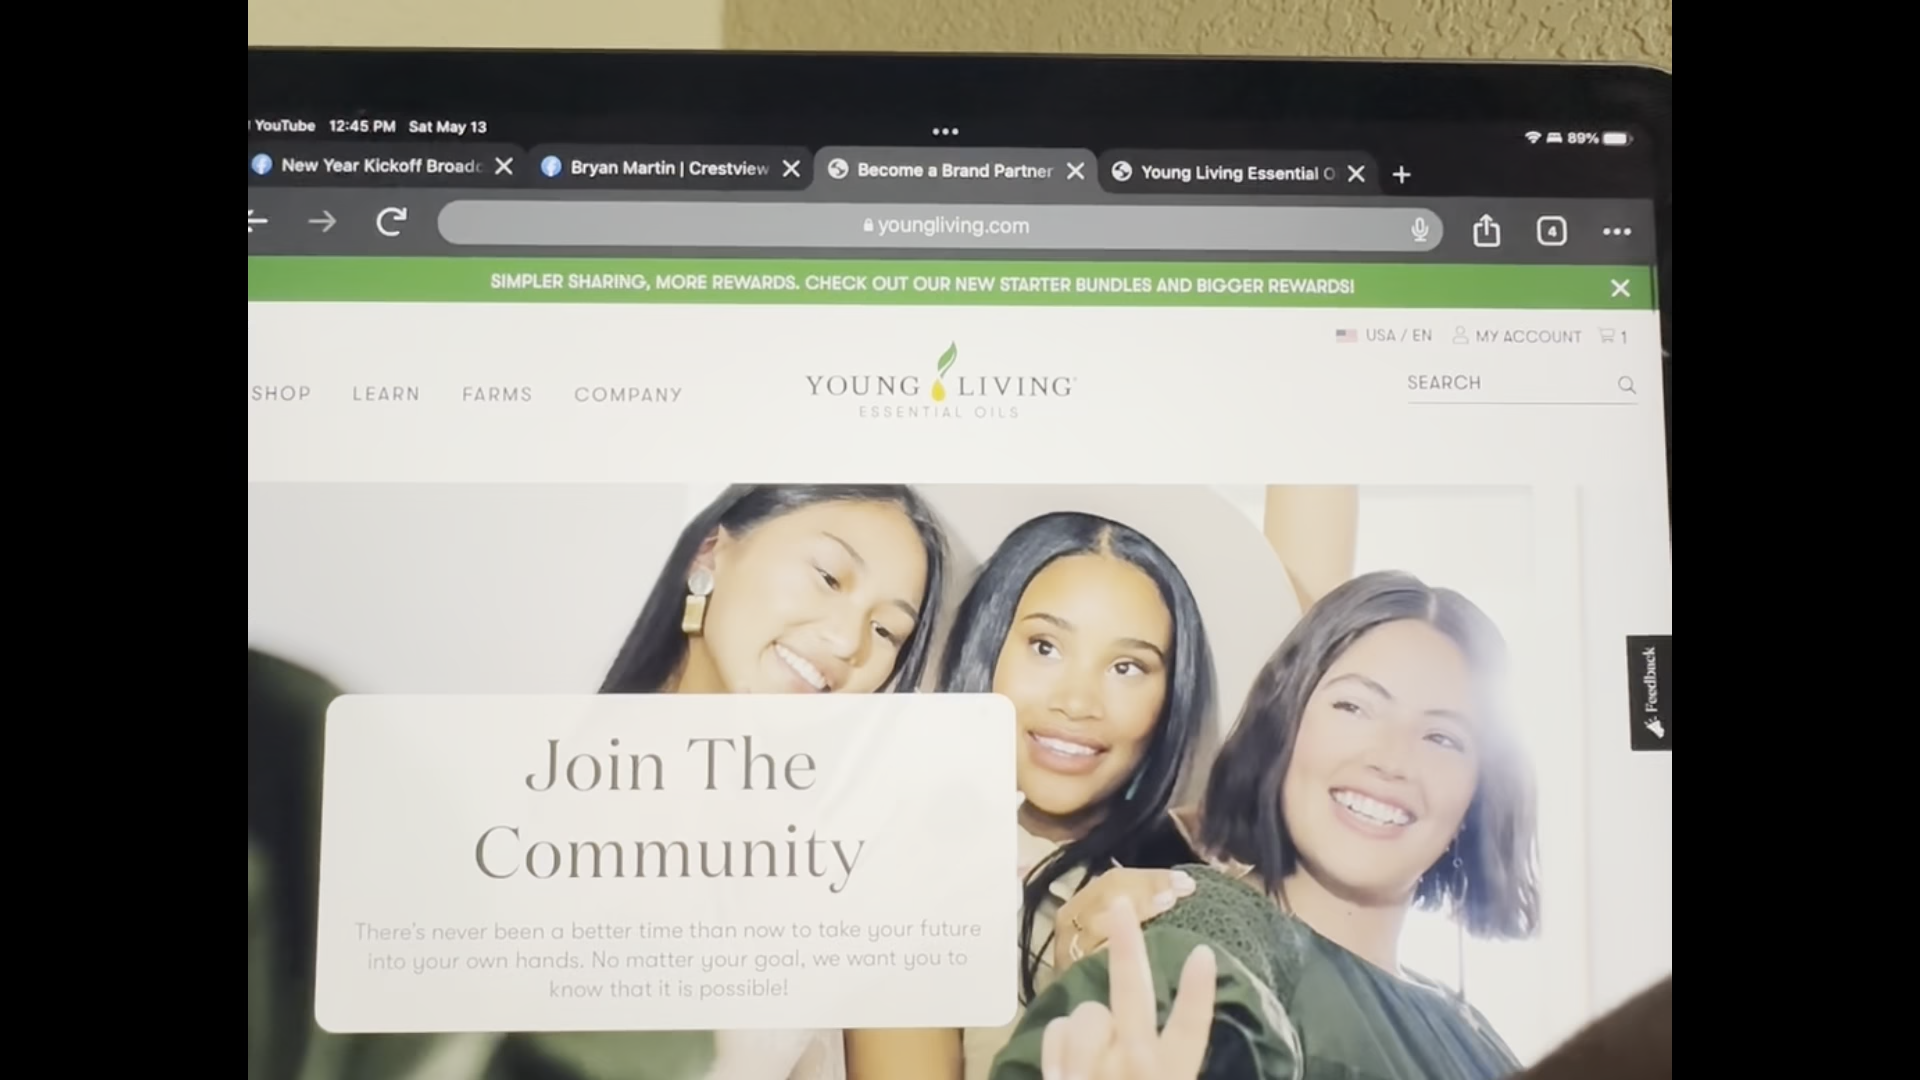 YouTube 12:45 PM Sat May 13
89%
New Year Kickoff Broadc
Bryan Martin | Crestview
Become a Brand Partner
Young Living Essential O
youngliving.com
4
SIMPLER SHARING, MORE REWARDS. CHECK OUT OUR NEW STARTER BUNDLES AND BIGGER REWARDS!
USA / EN MY ACCOUNT 1
SHOP LEARN FARMS COMPANY
YOUNG LIVING
ESSENTIAL OILS
SEARCH
Feedback
Join The
Community
There's never been a better time than now to take your future
into your own hands. No matter your goal, we want you to
know that it is possible!